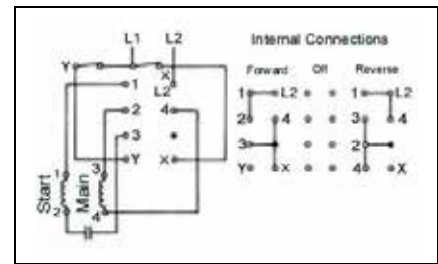 L1 L2 Internal Connections
Y X Forward Off Reverse
1 L2 1 L2 1 L2
2 4 2 4 3 4
3 3 2
Y X Y X 4 X
1 3
Start Main
2 4